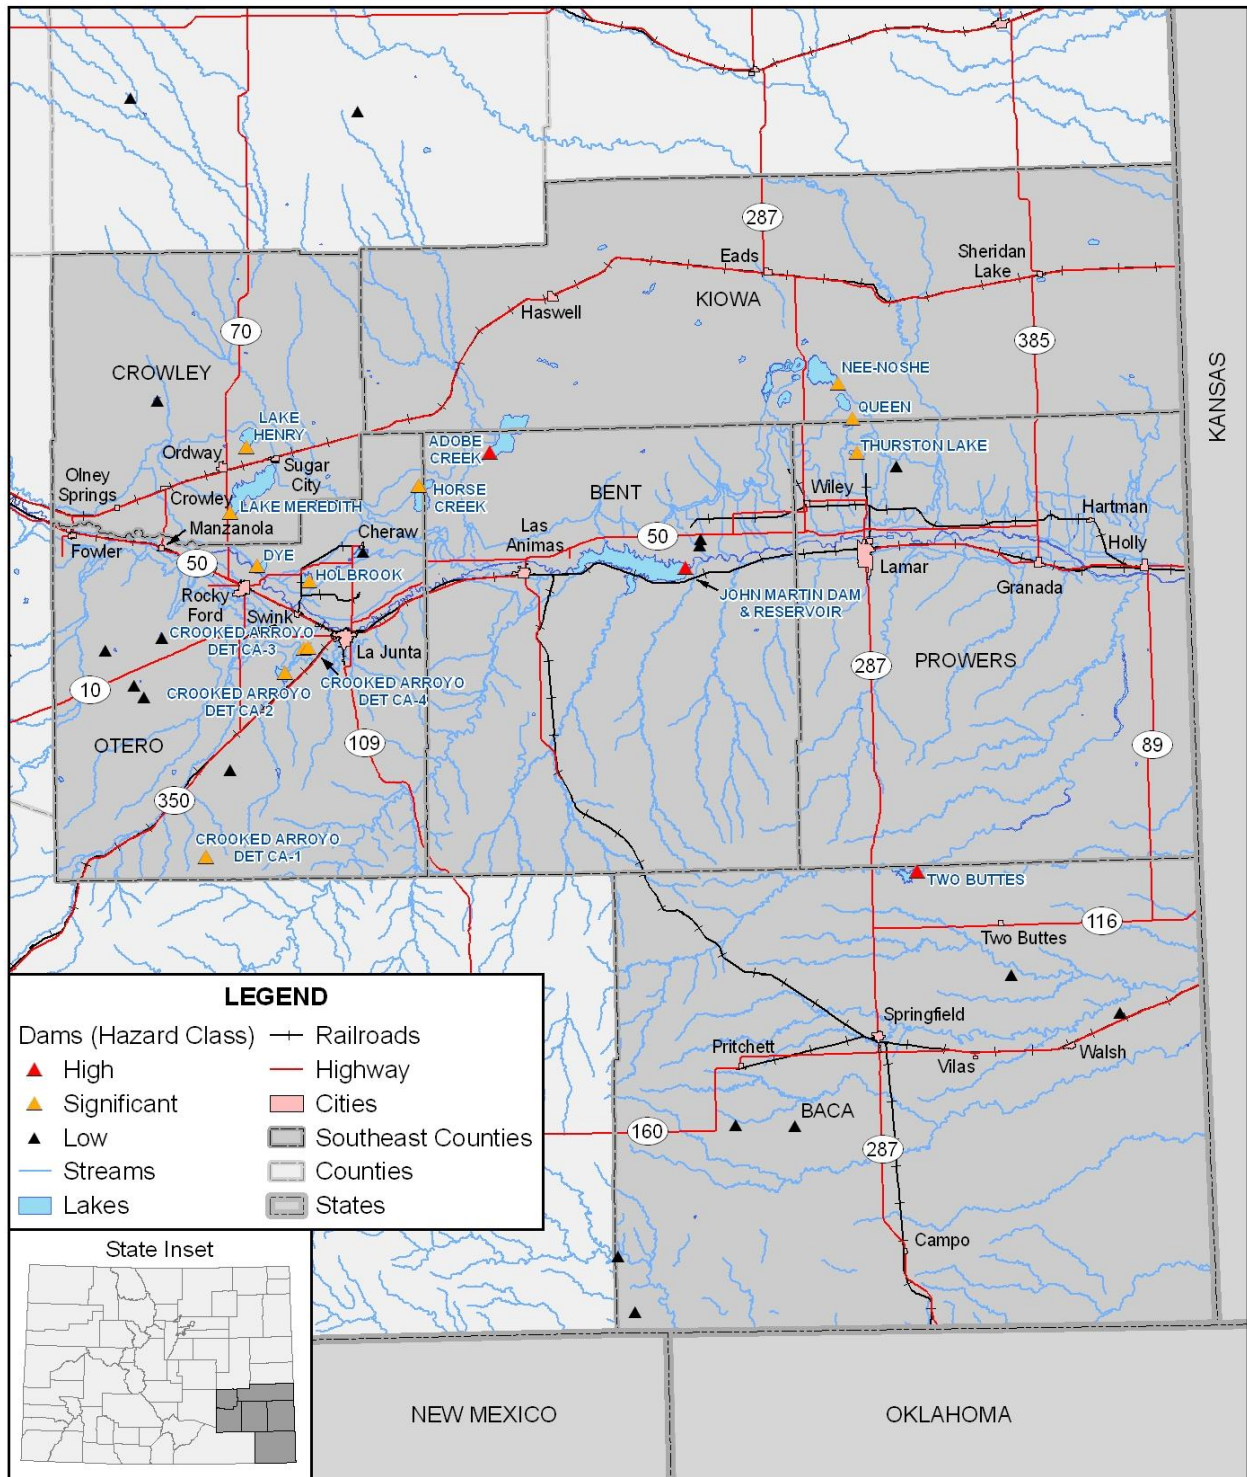 287
Eads
Sheridan
Lake
KIOWA
Haswell
70
385
KANSAS
CROWLEY
NEE-NOSHE
QUEEN
LAKE
HENRY
ADOBE
CREEK
THURSTON LAKE
Ordway
Sugar
City
Olney
Springs
Crowley
LAKE MEREDITH
HORSE
CREEK
BENT
Wiley
Hartman
Manzanola
Cheraw
Las
Animas
50
Holly
Fowler
50
DYE
HOLBROOK
Lamar
Granada
Rocky
Ford
Swink
JOHN MARTIN DAM
& RESERVOIR
CROOKED ARROYO
DET CA-3
La Junta
287
PROWERS
10
CROOKED ARROYO
DET CA-2
CROOKED ARROYO
DET CA-4
OTERO
109
89
350
CROOKED ARROYO
DET CA-1
TWO BUTTES
116
Two Buttes
Springfield
Pritchett
Vilas
Walsh
BACA
160
287
Campo
LEGEND
Dams (Hazard Class)
High
Significant
Low
Streams
Lakes
Railroads
Highway
Cities
Southeast Counties
Counties
States
State Inset
NEW MEXICO
OKLAHOMA